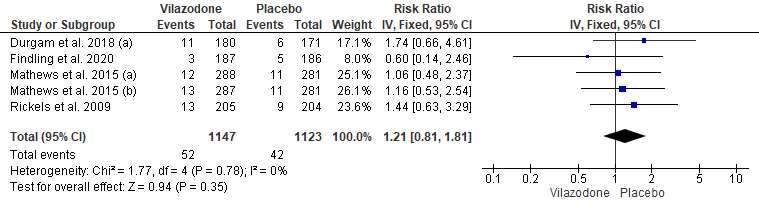 Vilazodone Placebo Risk Ratio Risk Ratio
Study or Subgroup Events Total Events Total Weight IV, Fixed, 95% CI IV, Fixed, 95% CI
Durgam et al. 2018 (a) 11 180 6 171 17.1% 1.74 [0.66, 4.61]
Findling et al. 2020 3 187 5 186 8.0% 0.60 [0.14, 2.46]
Mathews et al. 2015 (a) 12 288 11 281 25.1% 1.06 [0.48, 2.37]
Mathews et al. 2015 (b) 13 287 11 281 26.2% 1.16 [0.53, 2.54]
Rickels et al. 2009 13 205 9 204 23.6% 1.44 [0.63, 3.29]
Total (95% CI) 1147 1123 100.0% 1.21 [0.81, 1.81]
Total events 52 42
Heterogeneity: Chi² = 1.77, df = 4 (P = 0.78); I² = 0%
Test for overall effect: Z = 0.94 (P = 0.35)
0.1 0.2 0.5 1 2 5 10
Vilazodone Placebo